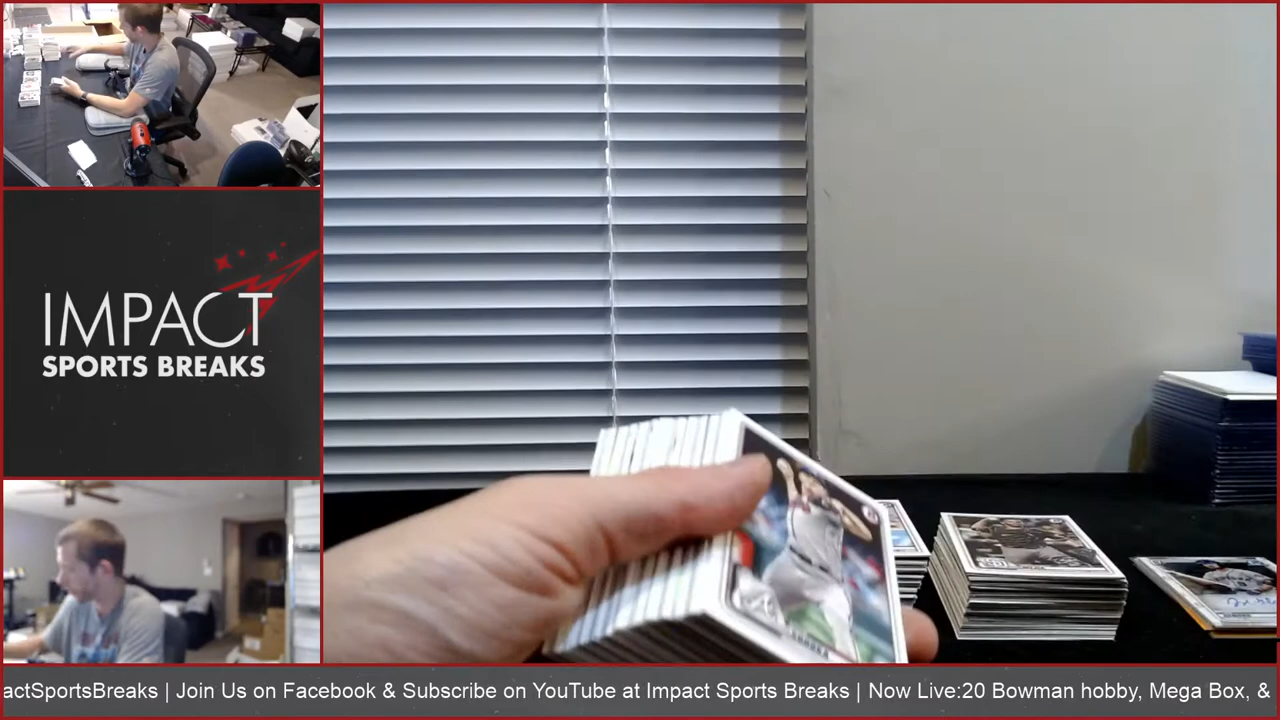 IMPACT
SPORTS BREAKS
actSportsBreaks | Join Us on Facebook & Subscribe on YouTube at Impact Sports Breaks | Now Live:20 Bowman hobby, Mega Box, &